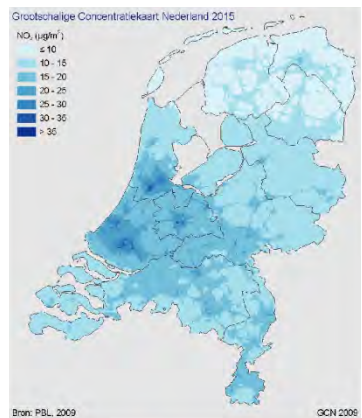 Grootschalige Concentratiekaart Nederland 2015
NO₂ (µg/m³)
≤ 10
10 - 15
15 - 20
20 - 25
25 - 30
30 - 35
> 35
Bron: PBL, 2009
GCN 2009